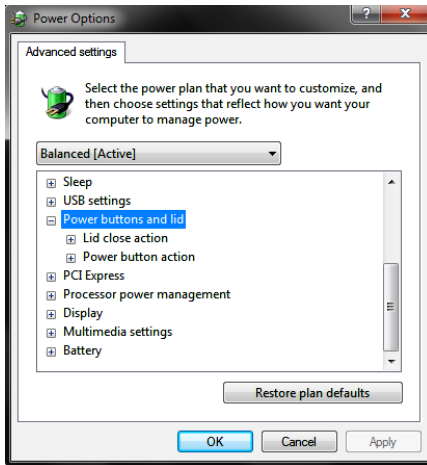 Power Options
Advanced settings
Select the power plan that you want to customize, and
then choose settings that reflect how you want your
computer to manage power.
Balanced [Active]
Sleep
USB settings
Power buttons and lid
Lid close action
Power button action
PCI Express
Processor power management
Display
Multimedia settings
Battery
Restore plan defaults
OK Cancel Apply